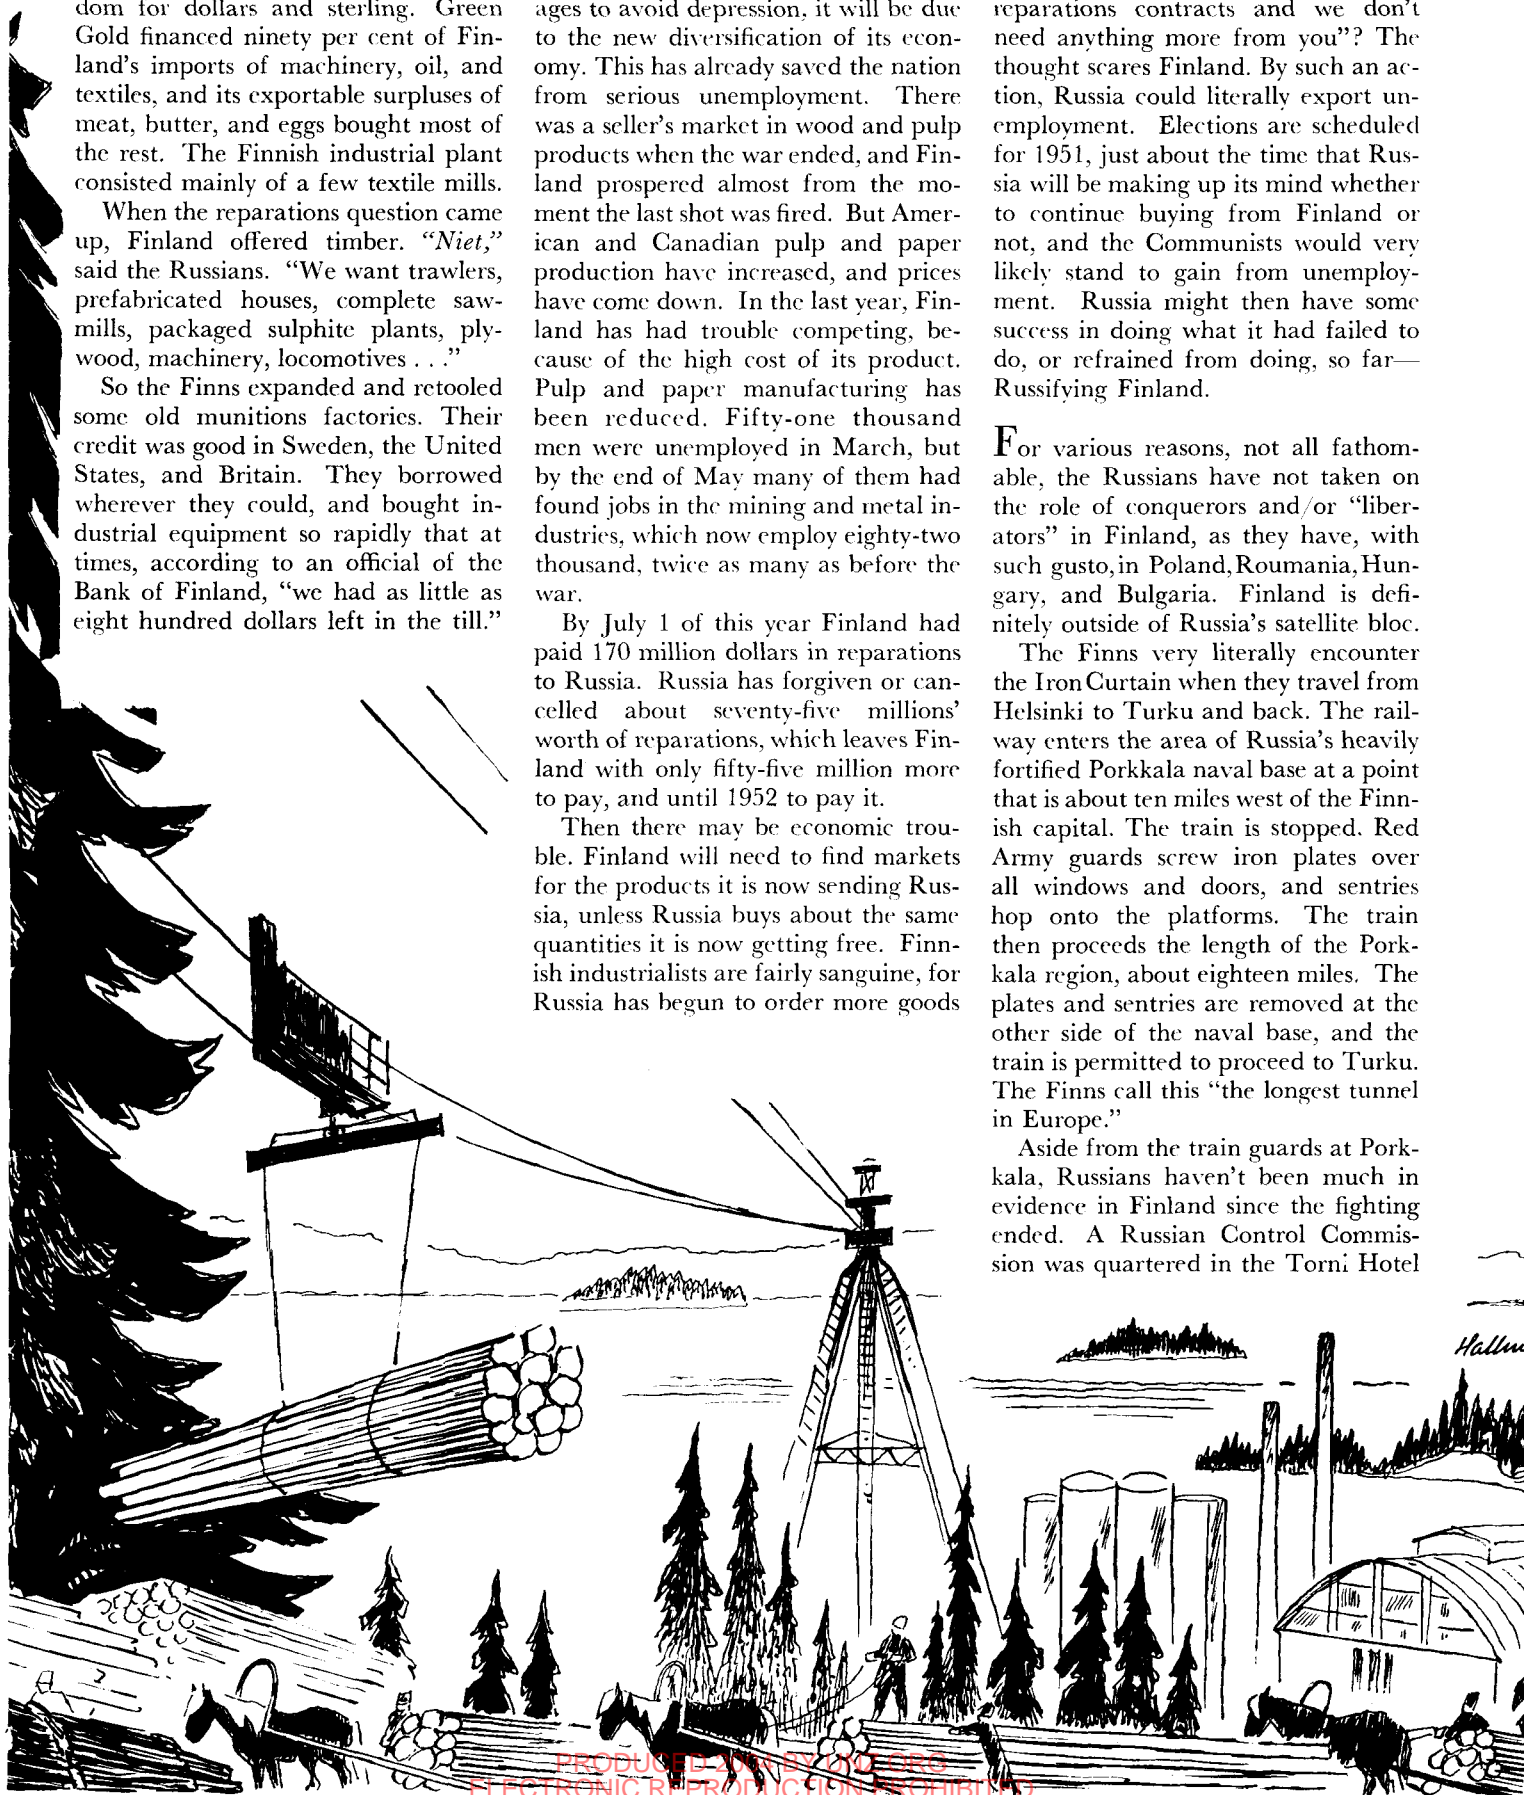 dom for dollars and sterling. Green
Gold financed ninety per cent of Fin-
land's imports of machinery, oil, and
textiles, and its exportable surpluses of
meat, butter, and eggs bought most of
the rest. The Finnish industrial plant
consisted mainly of a few textile mills.
When the reparations question came
up, Finland offered timber. “Niet,”
said the Russians. “We want trawlers,
prefabricated houses, complete saw-
mills, packaged sulphite plants, ply-
wood, machinery, locomotives . . .”
So the Finns expanded and retooled
some old munitions factories. Their
credit was good in Sweden, the United
States, and Britain. They borrowed
wherever they could, and bought in-
dustrial equipment so rapidly that at
times, according to an official of the
Bank of Finland, “we had as little as
eight hundred dollars left in the till.”
ages to avoid depression, it will be due
to the new diversification of its econ-
omy. This has already saved the nation
from serious unemployment. There
was a seller's market in wood and pulp
products when the war ended, and Fin-
land prospered almost from the mo-
ment the last shot was fired. But Amer-
ican and Canadian pulp and paper
production have increased, and prices
have come down. In the last year, Fin-
land has had trouble competing, be-
cause of the high cost of its product.
Pulp and paper manufacturing has
been reduced. Fifty-one thousand
men were unemployed in March, but
by the end of May many of them had
found jobs in the mining and metal in-
dustries, which now employ eighty-two
thousand, twice as many as before the
war.
By July 1 of this year Finland had
paid 170 million dollars in reparations
to Russia. Russia has forgiven or can-
celled about seventy-five millions'
worth of reparations, which leaves Fin-
land with only fifty-five million more
to pay, and until 1952 to pay it.
Then there may be economic trou-
ble. Finland will need to find markets
for the products it is now sending Rus-
sia, unless Russia buys about the same
quantities it is now getting free. Finn-
ish industrialists are fairly sanguine, for
Russia has begun to order more goods
reparations contracts and we don't
need anything more from you”? The
thought scares Finland. By such an ac-
tion, Russia could literally export un-
employment. Elections are scheduled
for 1951, just about the time that Rus-
sia will be making up its mind whether
to continue buying from Finland or
not, and the Communists would very
likely stand to gain from unemploy-
ment. Russia might then have some
success in doing what it had failed to
do, or refrained from doing, so far—
Russifying Finland.
For various reasons, not all fathom-
able, the Russians have not taken on
the role of conquerors and/or “liber-
ators” in Finland, as they have, with
such gusto, in Poland, Roumania, Hun-
gary, and Bulgaria. Finland is defi-
nitely outside of Russia's satellite bloc.
The Finns very literally encounter
the Iron Curtain when they travel from
Helsinki to Turku and back. The rail-
way enters the area of Russia's heavily
fortified Porkkala naval base at a point
that is about ten miles west of the Finn-
ish capital. The train is stopped. Red
Army guards screw iron plates over
all windows and doors, and sentries
hop onto the platforms. The train
then proceeds the length of the Pork-
kala region, about eighteen miles. The
plates and sentries are removed at the
other side of the naval base, and the
train is permitted to proceed to Turku.
The Finns call this “the longest tunnel
in Europe.”
Aside from the train guards at Pork-
kala, Russians haven't been much in
evidence in Finland since the fighting
ended. A Russian Control Commis-
sion was quartered in the Torni Hotel
PRODUCED 2004 BY UNZ.ORG
ELECTRONIC REPRODUCTION PROHIBITED